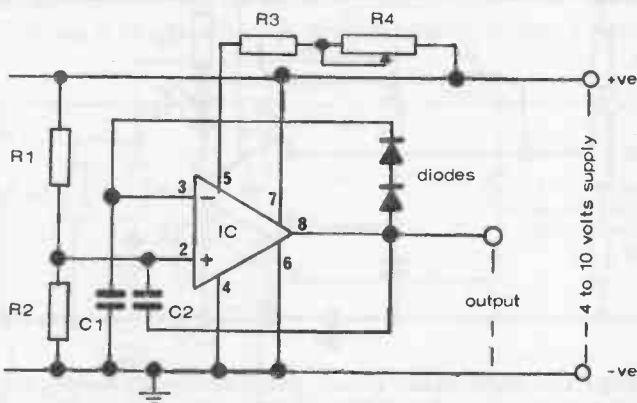 R3
R4
+ve
R1
5
diodes
7
3
−
IC
8
2
+
6
4
R2
C1
C2
output
4 to 10 volts supply
-ve